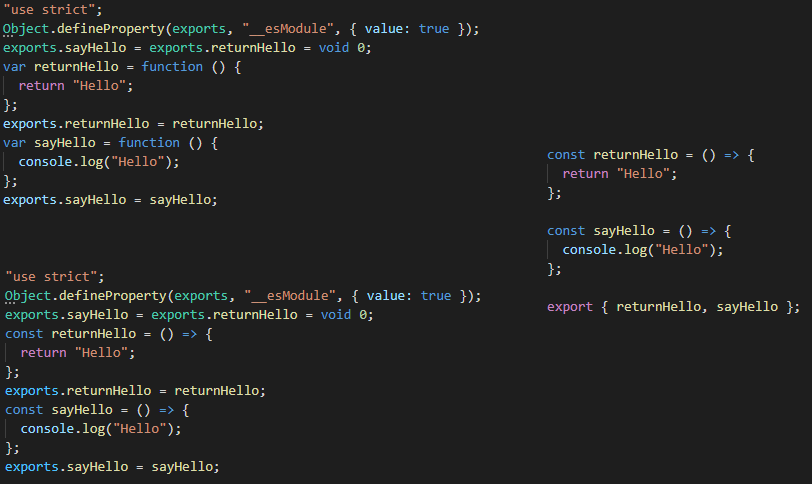 "use strict";
Object.defineProperty(exports, "__esModule", { value: true });
exports.sayHello = exports.returnHello = void 0;
var returnHello = function () {
  return "Hello";
};
exports.returnHello = returnHello;
var sayHello = function () {
  console.log("Hello");
};
exports.sayHello = sayHello;
"use strict";
Object.defineProperty(exports, "__esModule", { value: true });
exports.sayHello = exports.returnHello = void 0;
const returnHello = () => {
  return "Hello";
};
exports.returnHello = returnHello;
const sayHello = () => {
  console.log("Hello");
};
exports.sayHello = sayHello;
const returnHello = () => {
  return "Hello";
};
const sayHello = () => {
  console.log("Hello");
};
export { returnHello, sayHello };